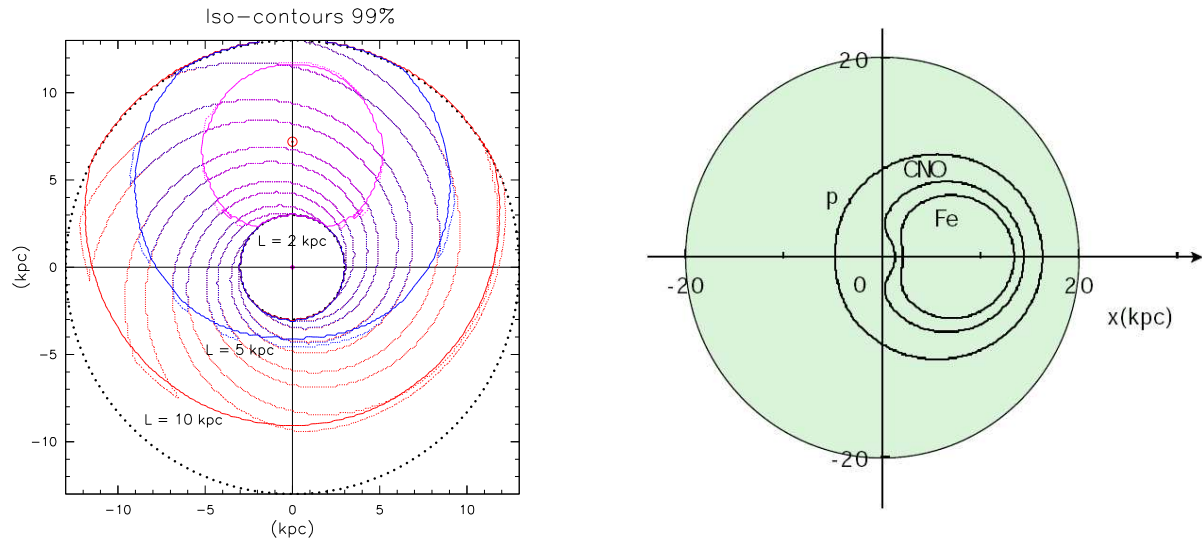 Iso-contours 99%
10
5
0
-5
-10
(kpc)
L = 2 kpc
L = 5 kpc
L = 10 kpc
-10
-5
0
5
10
(kpc)
20
CNO
p
Fe
-20
0
20
x(kpc)
-20